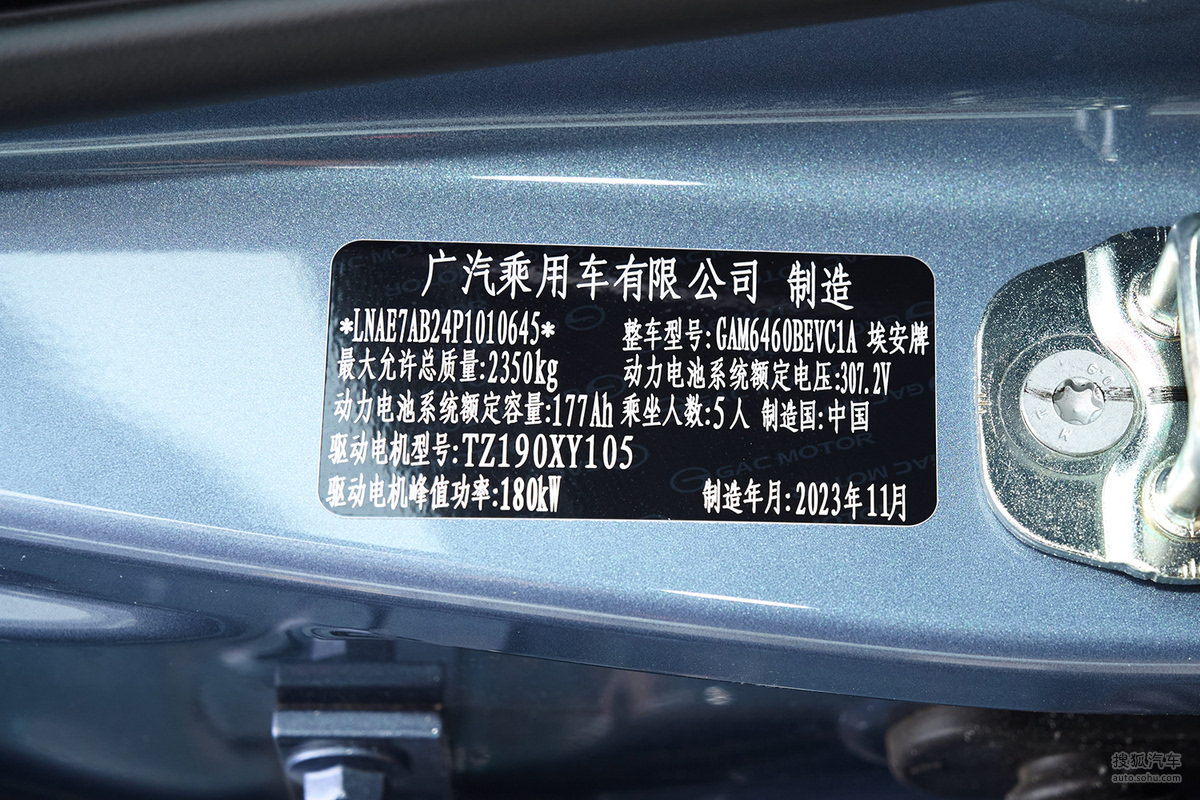 广汽乘用车有限公司 制造
*LNAE7AB24P1010645* 整车型号:GAM6460BEVC1A 埃安牌
最大允许总质量:2350kg 动力电池系统额定电压:307.2V
动力电池系统额定容量:177Ah 乘坐人数:5人 制造国:中国
驱动电机型号:TZ190XY105
驱动电机峰值功率:180kW 制造年月:2023年11月
GAC MOTOR
搜狐汽车
auto.sohu.com